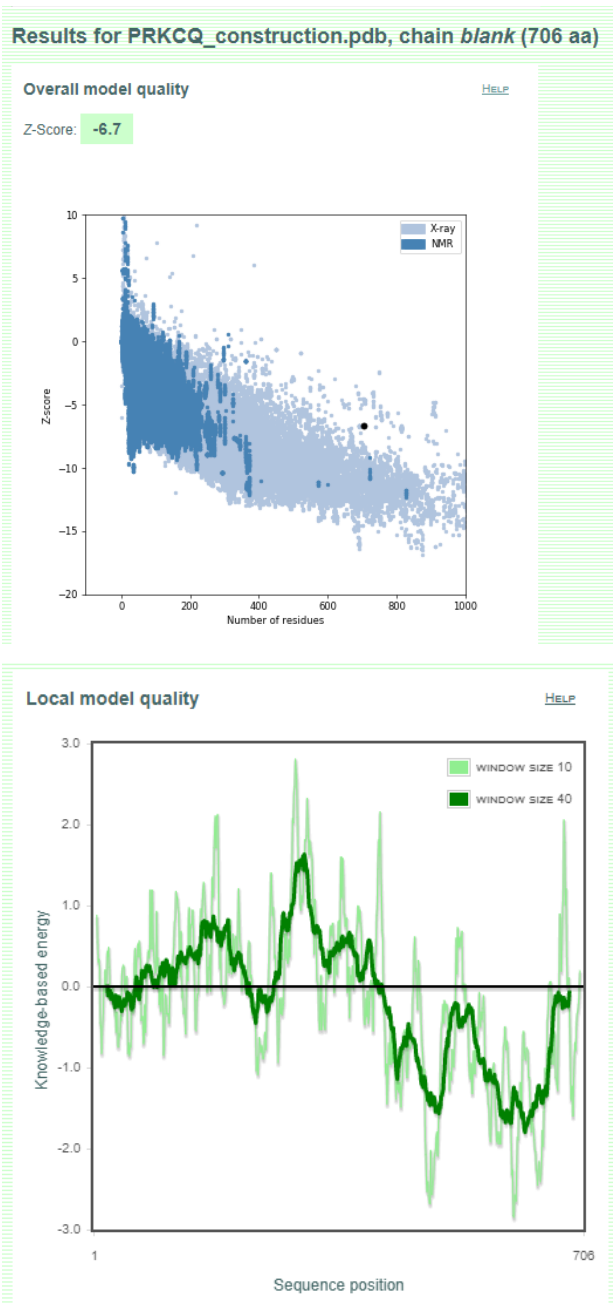 Results for PRKCQ_construction.pdb, chain blank (706 aa)
Overall model quality
HELP
Z-Score: -6.7
10
X-ray
NMR
5
0
−5
−10
−15
−20
Z-score
0 200 400 600 800 1000
Number of residues
Local model quality
HELP
3.0
WINDOW SIZE 10
WINDOW SIZE 40
2.0
1.0
0.0
-1.0
-2.0
-3.0
Knowledge-based energy
1 706
Sequence position